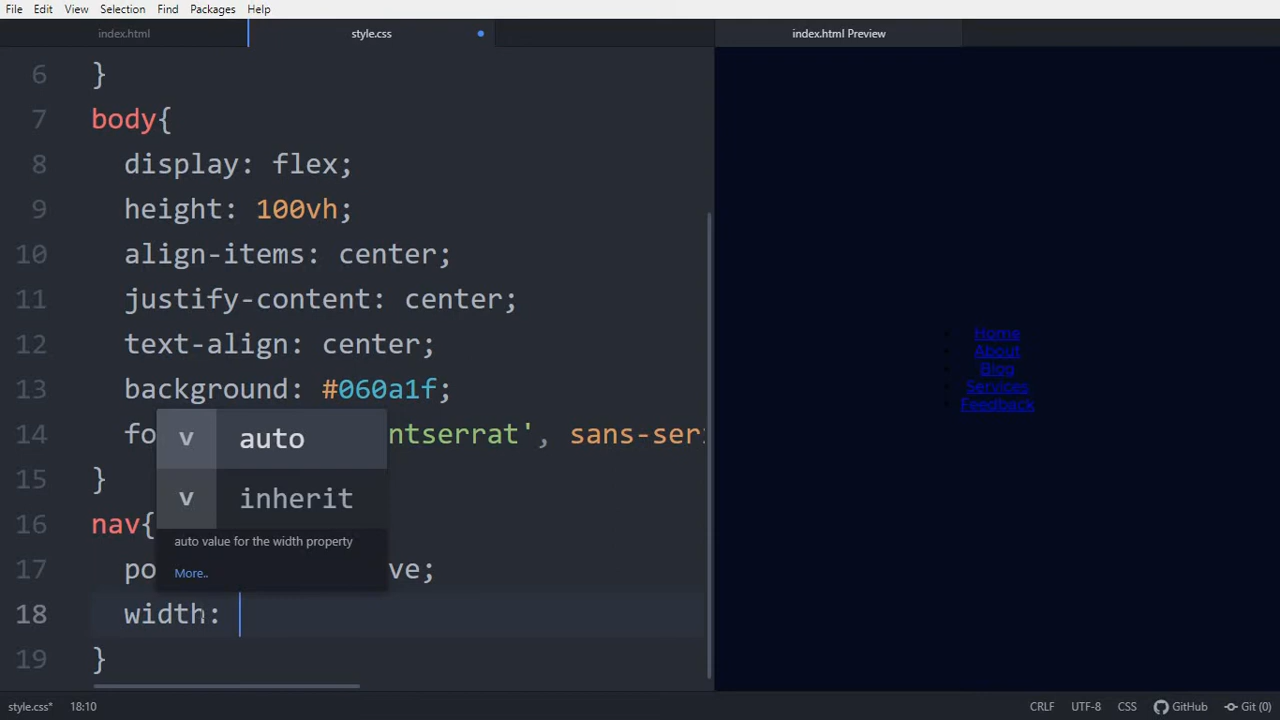 File Edit View Selection Find Packages Help
index.html style.css index.html Preview
6 }
7 body{
8 display: flex;
9 height: 100vh;
10 align-items: center;
11 justify-content: center;
12 text-align: center;
13 background: #060a1f;
14 fo ntserrat', sans-seri
15 }
16 nav{
17 po ve;
18 width:
19 }
v auto
v inherit
auto value for the width property
More..
Home
About
Blog
Services
Feedback
style.css* 18:10 CRLF UTF-8 CSS GitHub Git (0)